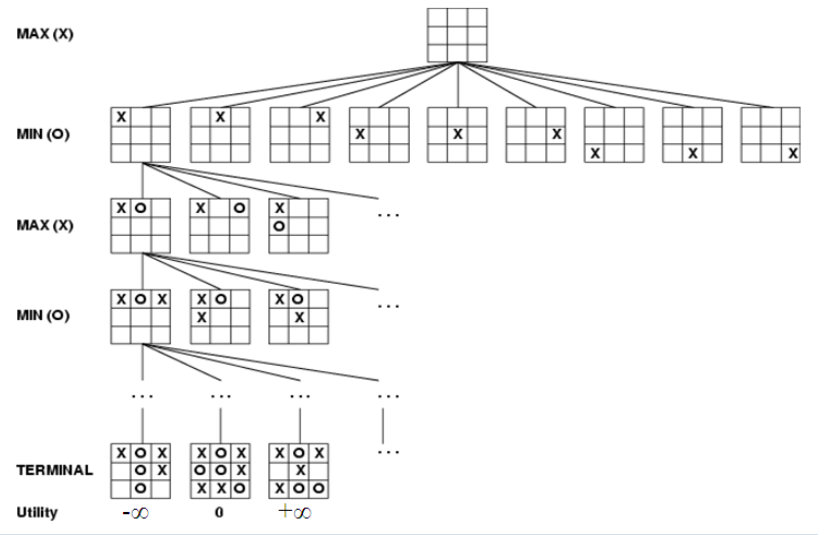 MAX (X)
MIN (O)
X X X X X X X X X
MAX (X)
X O X O X
O
...
MIN (O)
X O X X O X O
X X
...
... ... ... ...
TERMINAL
X O X X O X X O X
O X O O X X
O X X O X O O
...
Utility -∞ 0 +∞